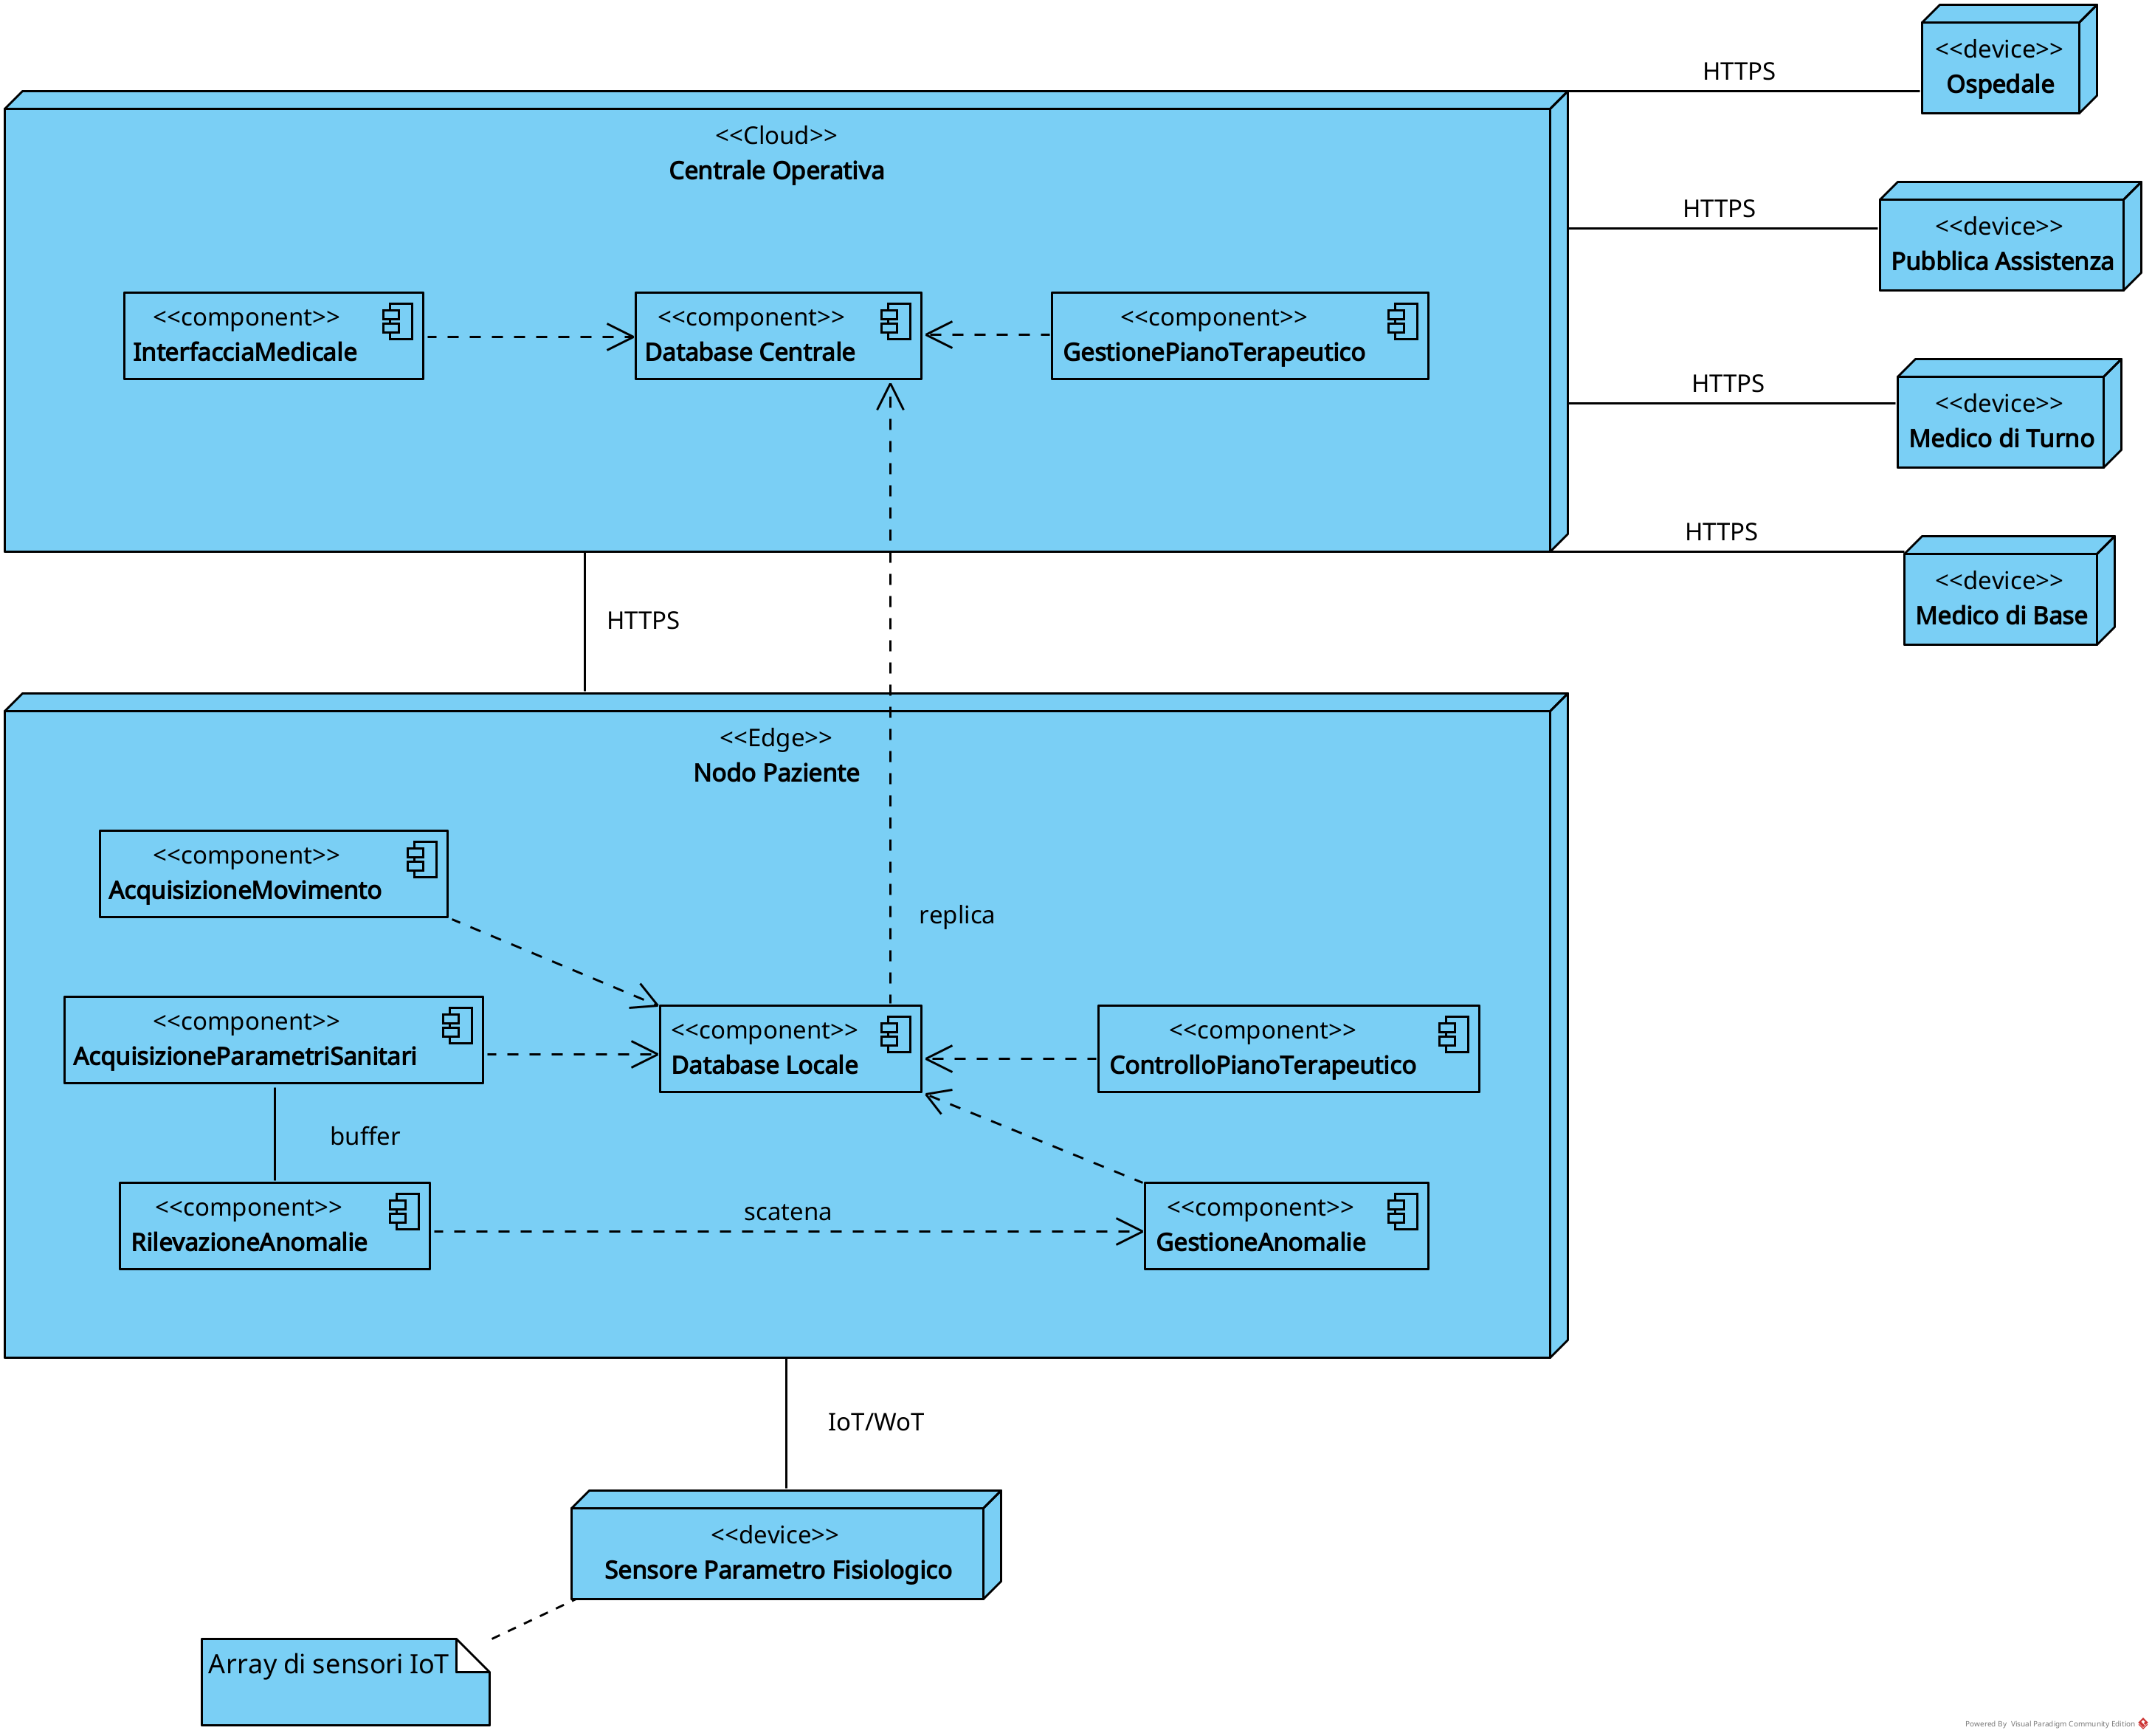 <<device>>
Ospedale
HTTPS
<<Cloud>>
Centrale Operativa
HTTPS
<<device>>
Pubblica Assistenza
<<component>>
InterfacciaMedicale
<<component>>
Database Centrale
<<component>>
GestionePianoTerapeutico
HTTPS
<<device>>
Medico di Turno
HTTPS
<<device>>
Medico di Base
HTTPS
<<Edge>>
Nodo Paziente
<<component>>
AcquisizioneMovimento
replica
<<component>>
AcquisizioneParametriSanitari
<<component>>
Database Locale
<<component>>
ControlloPianoTerapeutico
buffer
<<component>>
RilevazioneAnomalie
scatena
<<component>>
GestioneAnomalie
IoT/WoT
<<device>>
Sensore Parametro Fisiologico
Array di sensori IoT
Powered By Visual Paradigm Community Edition